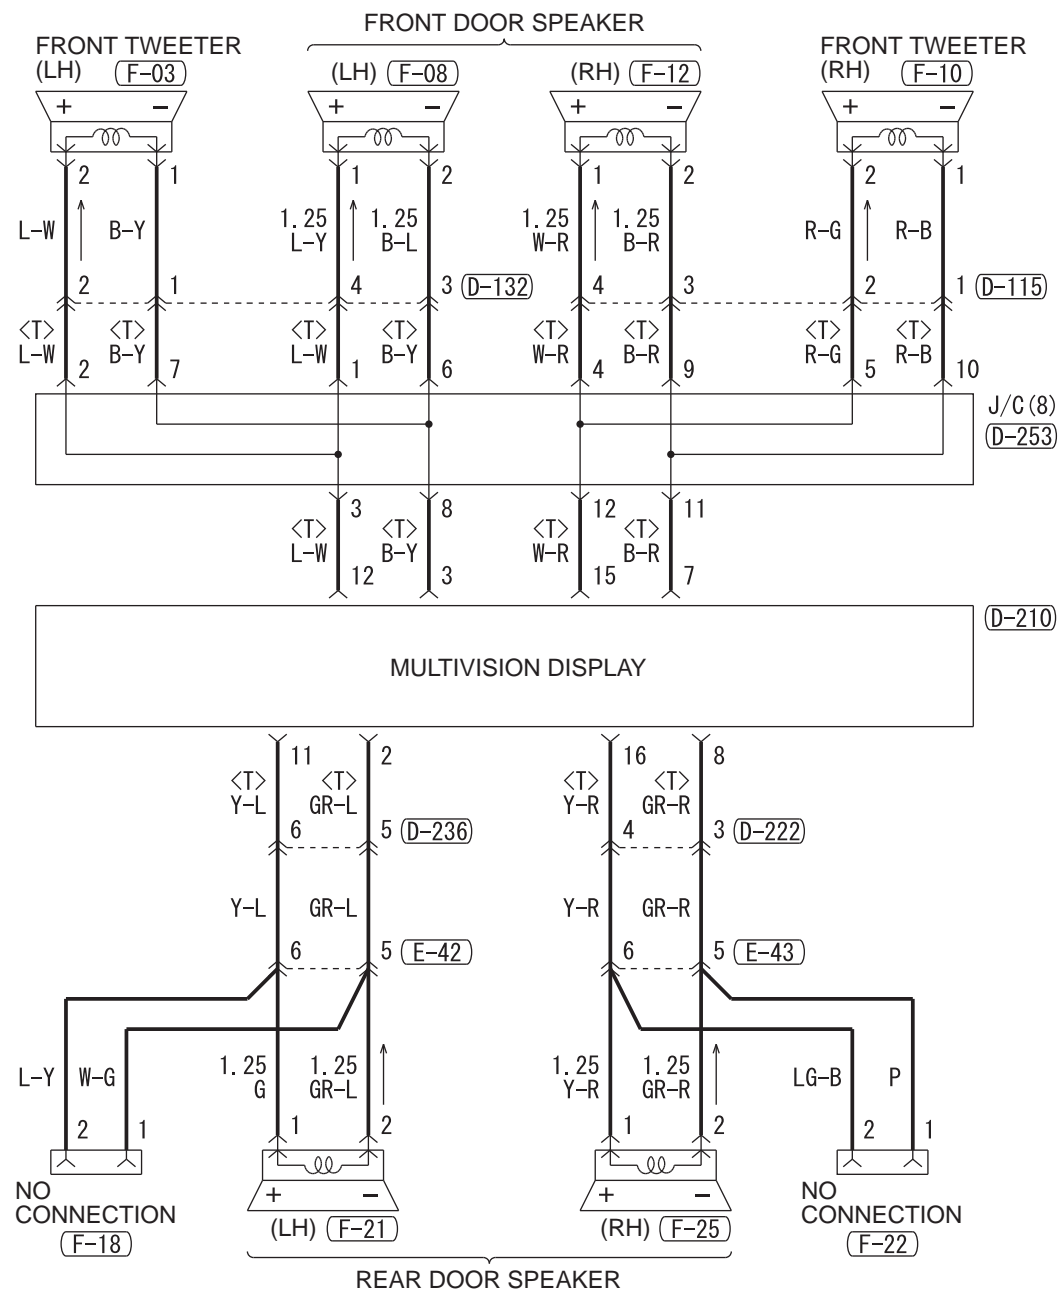 FRONT DOOR SPEAKER
FRONT TWEETER
FRONT TWEETER
(LH) F-03
(LH) F-08
(RH) F-12
(RH) F-10
+ − + − + − + −
2 1 1 2 1 2 2 1
L-W B-Y 1.25 L-Y 1.25 B-L 1.25 W-R 1.25 B-R R-G R-B
2 1 4 3 D-132 4 3 2 1 D-115
<T> <T> <T> <T> <T> <T> <T> <T>
L-W B-Y L-W B-Y W-R B-R R-G R-B
2 7 1 6 4 9 5 10
J/C(8)
D-253
3 8 12 11
<T> <T> <T> <T>
L-W B-Y W-R B-R
12 3 15 7
D-210
MULTIVISION DISPLAY
11 2 16 8
<T> <T> <T> <T>
Y-L GR-L Y-R GR-R
6 5 D-236 4 3 D-222
Y-L GR-L Y-R GR-R
6 5 E-42 6 5 E-43
1.25 1.25 1.25 1.25
L-Y W-G G GR-L Y-R GR-R LG-B P
2 1 1 2 1 2 2 1
NO
CONNECTION
F-18
+ −
(LH) F-21
+ −
(RH) F-25
NO
CONNECTION
F-22
REAR DOOR SPEAKER